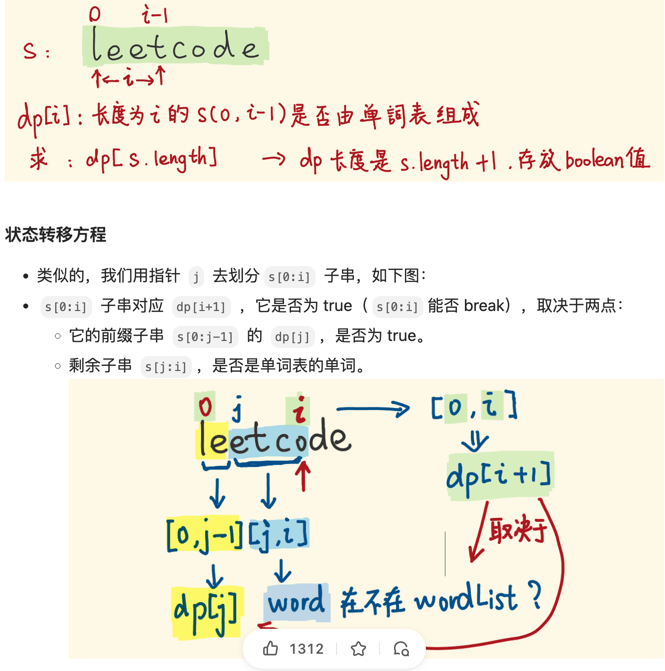 0 i-1
s: leetcode
i
dp[i]:长度为i的s(0,i-1)是否由单詞表组成
求:dp[s.length] → dp长度是s.length+1.存放boolean值
状态转移方程
• 类似的，我们用指针 j 去划分 s[0:i] 子串，如下图：
• s[0:i] 子串对应 dp[i+1] ，它是否为 true（ s[0:i] 能否 break），取决于两点：
◦ 它的前缀子串 s[0:j-1] 的 dp[j] ，是否为 true。
◦ 剩余子串 s[j:i] ，是否是单词表的单词。
0 j i → [0,i]
leetcode
dp[i+1]
取决于
[0,j-1] [j,i]
dp[j] word 在不在 wordList？
1312